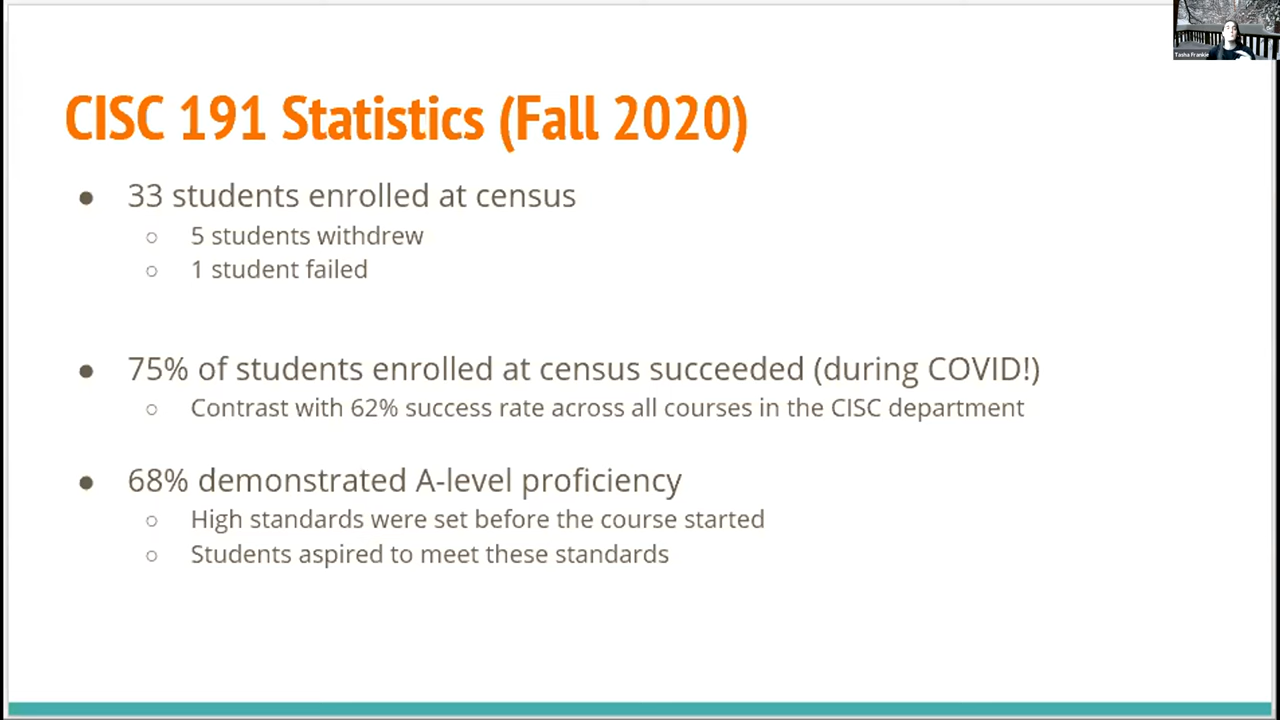 Tasha Frankie
CISC 191 Statistics (Fall 2020)
● 33 students enrolled at census
○ 5 students withdrew
○ 1 student failed
● 75% of students enrolled at census succeeded (during COVID!)
○ Contrast with 62% success rate across all courses in the CISC department
● 68% demonstrated A-level proficiency
○ High standards were set before the course started
○ Students aspired to meet these standards